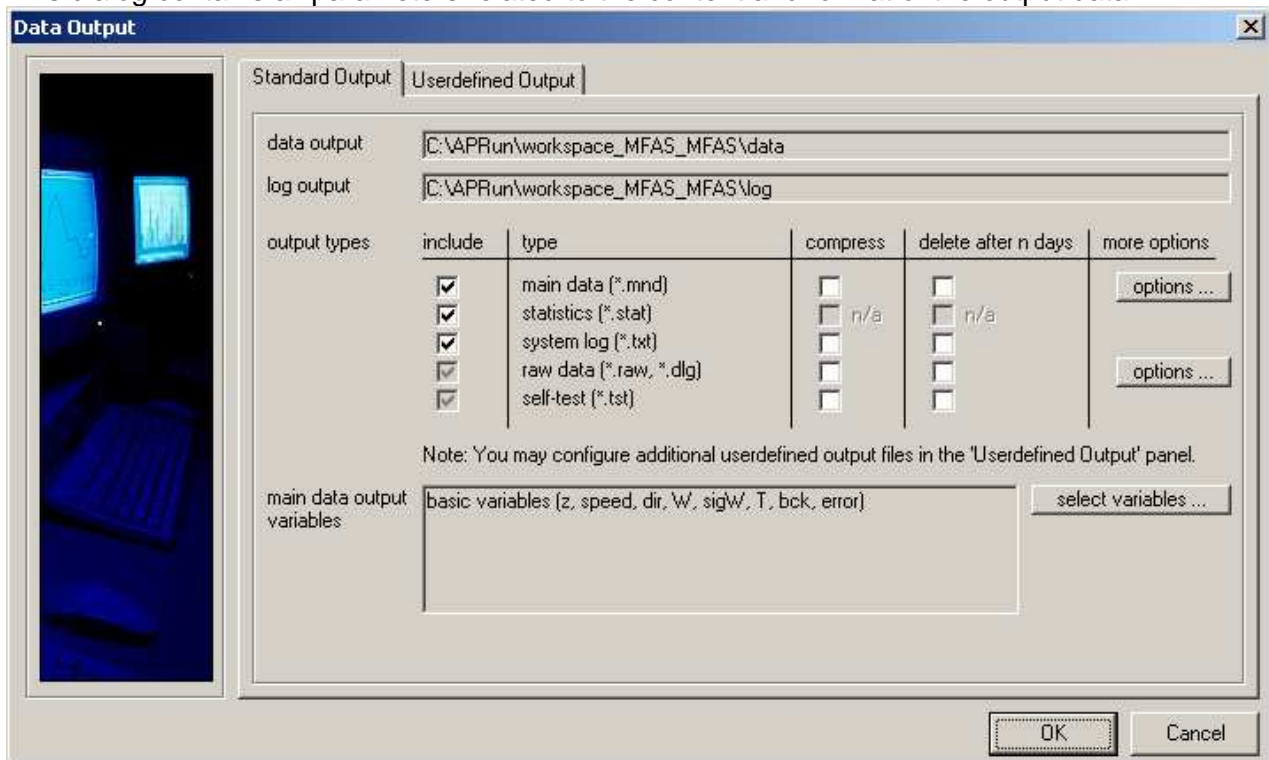 Data Output
Standard Output Userdefined Output
data output C:\APRun\workspace_MFAS_MFAS\data
log output C:\APRun\workspace_MFAS_MFAS\log
output types include type compress delete after n days more options
main data (*.mnd) options ...
statistics (*.stat) n/a n/a
system log (*.txt)
raw data (*.raw, *.dlg) options ...
self-test (*.tst)
Note: You may configure additional userdefined output files in the 'Userdefined Output' panel.
main data output basic variables (z, speed, dir, W, sigW, T, bck, error) select variables ...
variables
OK Cancel